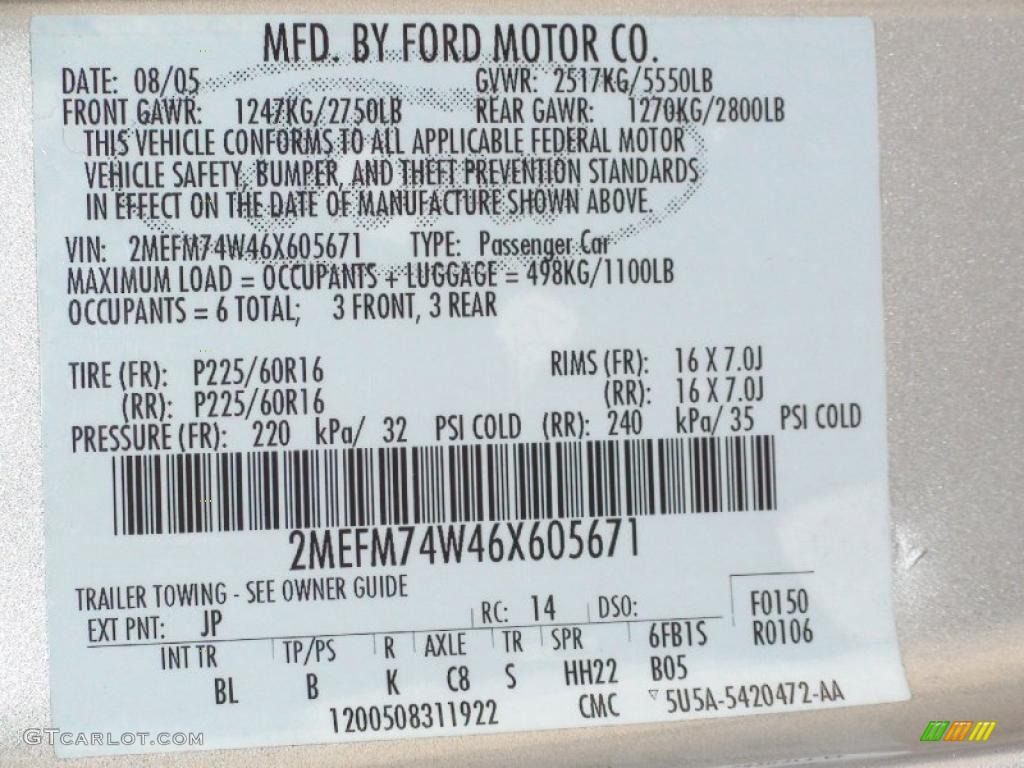 MFD. BY FORD MOTOR CO.
DATE: 08/05 GVWR: 2517KG/5550LB
FRONT GAWR: 1247KG/2750LB REAR GAWR: 1270KG/2800LB
THIS VEHICLE CONFORMS TO ALL APPLICABLE FEDERAL MOTOR
VEHICLE SAFETY, BUMPER, AND THEFT PREVENTION STANDARDS
IN EFFECT ON THE DATE OF MANUFACTURE SHOWN ABOVE.
VIN: 2MEFM74W46X605671 TYPE: Passenger Car
MAXIMUM LOAD = OCCUPANTS + LUGGAGE = 498KG/1100LB
OCCUPANTS = 6 TOTAL; 3 FRONT, 3 REAR
TIRE (FR): P225/60R16 RIMS (FR): 16 X 7.0J
(RR): P225/60R16 (RR): 16 X 7.0J
PRESSURE (FR): 220 kPa/ 32 PSI COLD (RR): 240 kPa/ 35 PSI COLD
2MEFM74W46X605671
TRAILER TOWING - SEE OWNER GUIDE
EXT PNT: JP RC: 14 DSO: F0150
INT TR TP/PS R AXLE TR SPR 6FB1S R0106
BL B K C8 S HH22 B05
1200508311922 CMC 5U5A-5420472-AA
GTCARLOT.COM